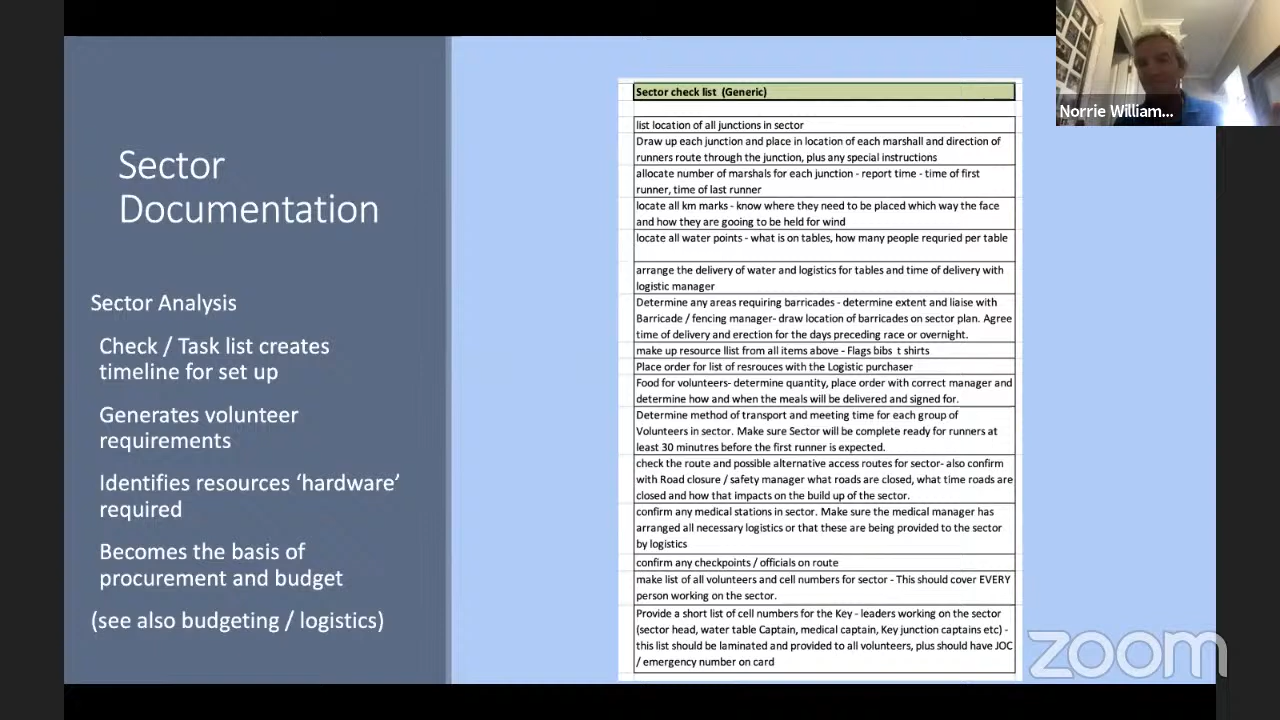 Sector
Documentation
Sector Analysis
Check / Task list creates
timeline for set up
Generates volunteer
requirements
Identifies resources ‘hardware’
required
Becomes the basis of
procurement and budget
(see also budgeting / logistics)
Sector check list (Generic)
list location of all junctions in sector
Draw up each junction and place in location of each marshall and direction of
runners route through the junction, plus any special instructions
allocate number of marshals for each junction - report time - time of first
runner, time of last runner
locate all km marks - know where they need to be placed which way the face
and how they are gooing to be held for wind
locate all water points - what is on tables, how many people requried per table
arrange the delivery of water and logistics for tables and time of delivery with
logistic manager
Determine any areas requiring barricades - determine extent and liaise with
Barricade / fencing manager- draw location of barricades on sector plan. Agree
time of delivery and erection for the days preceding race or overnight.
make up resource llist from all items above - Flags bibs t shirts
Place order for list of resrouces with the Logistic purchaser
Food for volunteers- determine quantity, place order with correct manager and
determine how and when the meals will be delivered and signed for.
Determine method of transport and meeting time for each group of
Volunteers in sector. Make sure Sector will be complete ready for runners at
least 30 minutres before the first runner is expected.
check the route and possible alternative access routes for sector- also confirm
with Road closure / safety manager what roads are closed, what time roads are
closed and how that impacts on the build up of the sector.
confirm any medical stations in sector. Make sure the medical manager has
arranged all necessary logistics or that these are being provided to the sector
by logistics
confirm any checkpoints / officials on route
make list of all volunteers and cell numbers for sector - This should cover EVERY
person working on the sector.
Provide a short list of cell numbers for the Key - leaders working on the sector
(sector head, water table Captain, medical captain, Key junction captains etc) -
this list should be laminated and provided to all volunteers, plus should have JOC
/ emergency number on card
Norrie William...
zoom